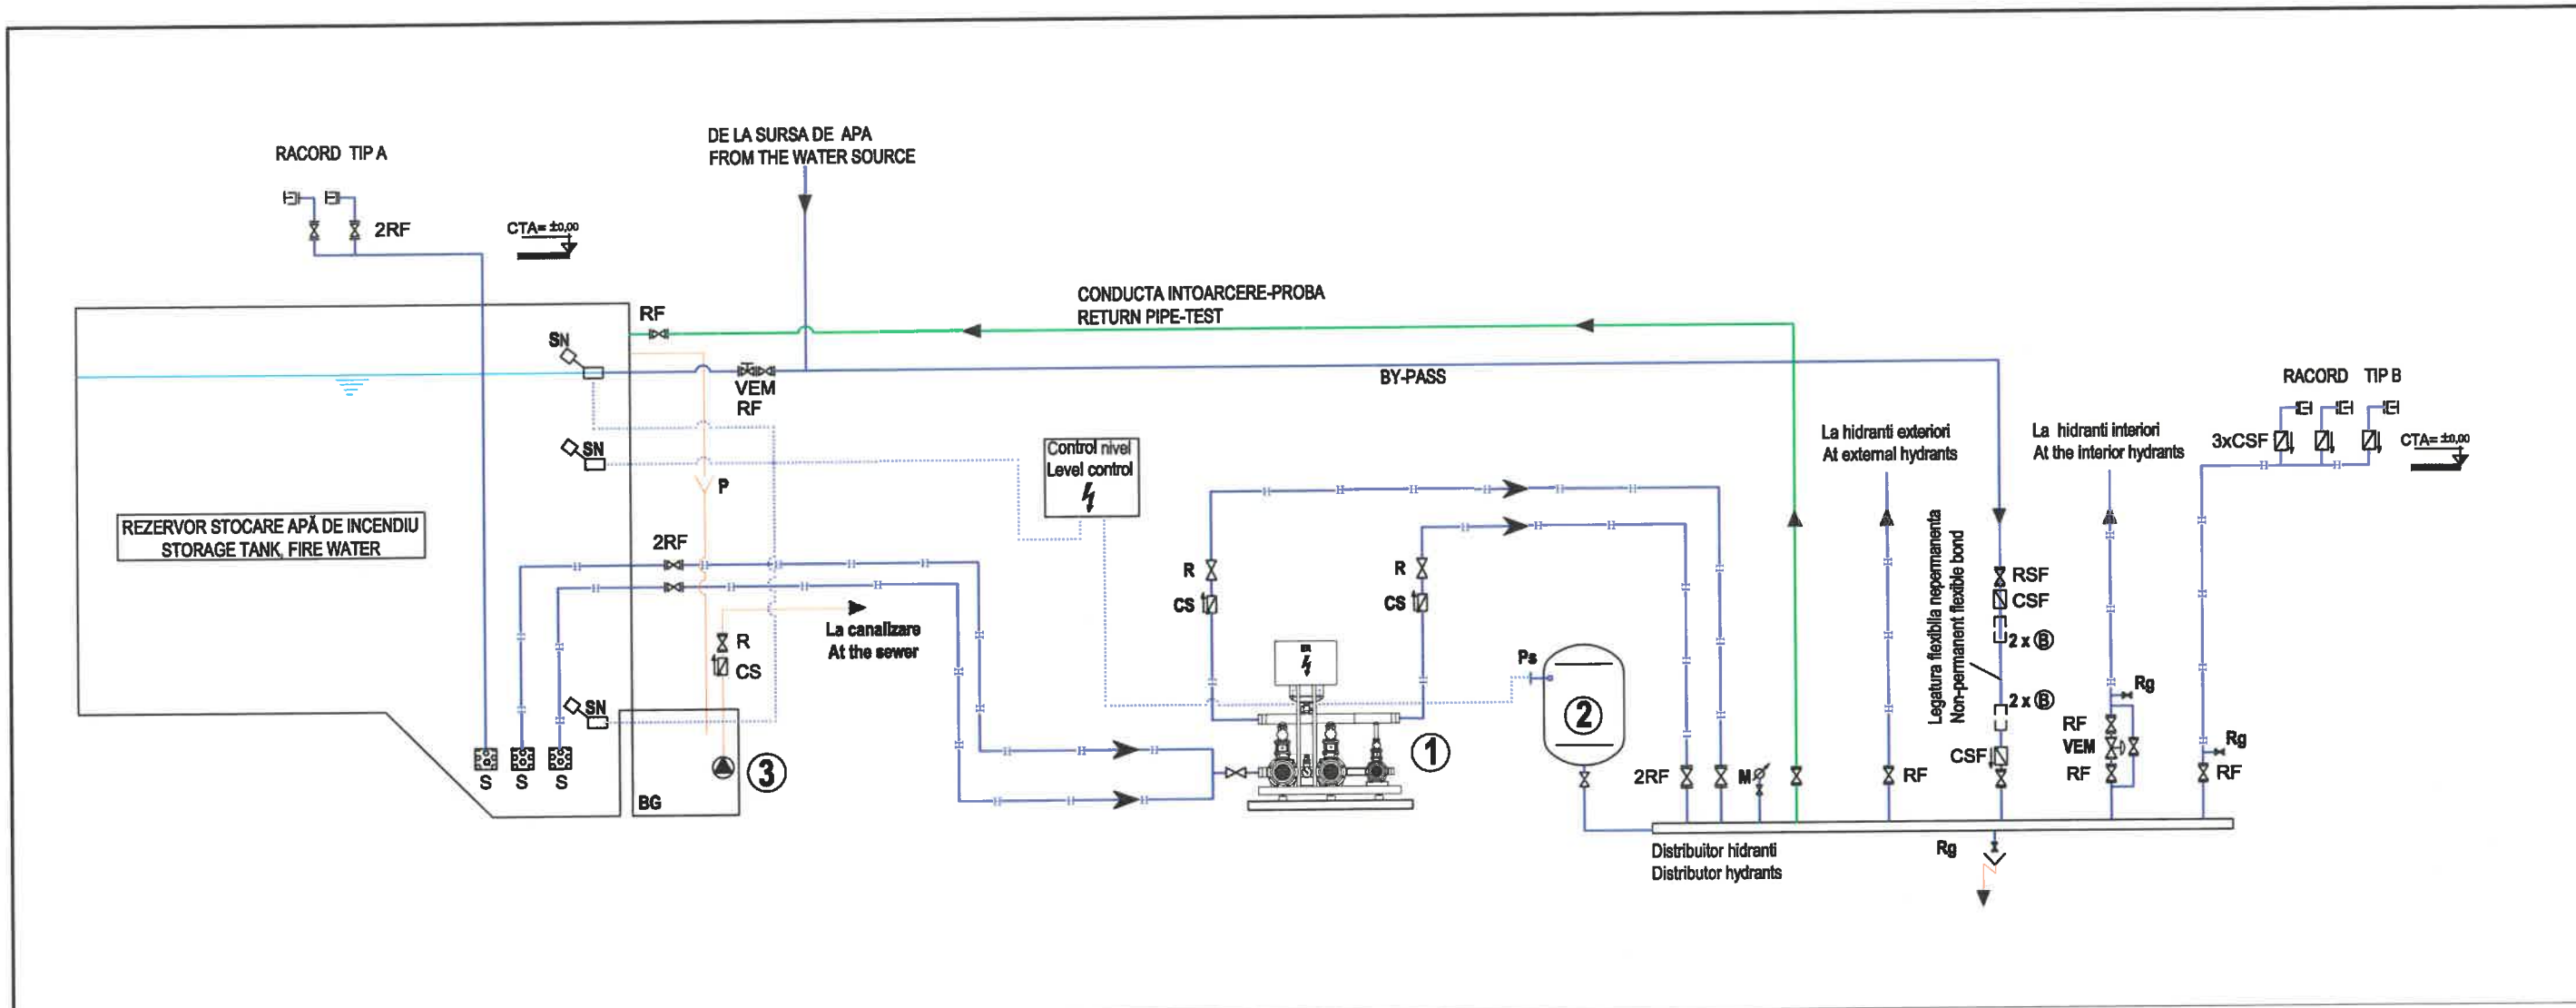 DE LA SURSA DE APA
FROM THE WATER SOURCE
RACORD TIP A
2RF
CTA= ±0,00
CONDUCTA INTOARCERE-PROBA
RETURN PIPE-TEST
RF
SN
VEM
RF
BY-PASS
RACORD TIP B
3xCSF
CTA= ±0,00
La hidranti exteriori
At external hydrants
La hidranti interiori
At the interior hydrants
SN
Control nivel
Level control
P
REZERVOR STOCARE APĂ DE INCENDIU
STORAGE TANK, FIRE WATER
2RF
R
CS
R
CS
RSF
CSF
2 x B
Legatura flexiblila nepermanenta
Non-permanent flexible bond
La canalizare
At the sewer
R
CS
Ps
2 x B
Rg
SN
2
1
RF
VEM
RF
CSF
Rg
RF
S
S
S
3
BG
2RF
M
RF
Rg
Distribuitor hidranti
Distributor hydrants